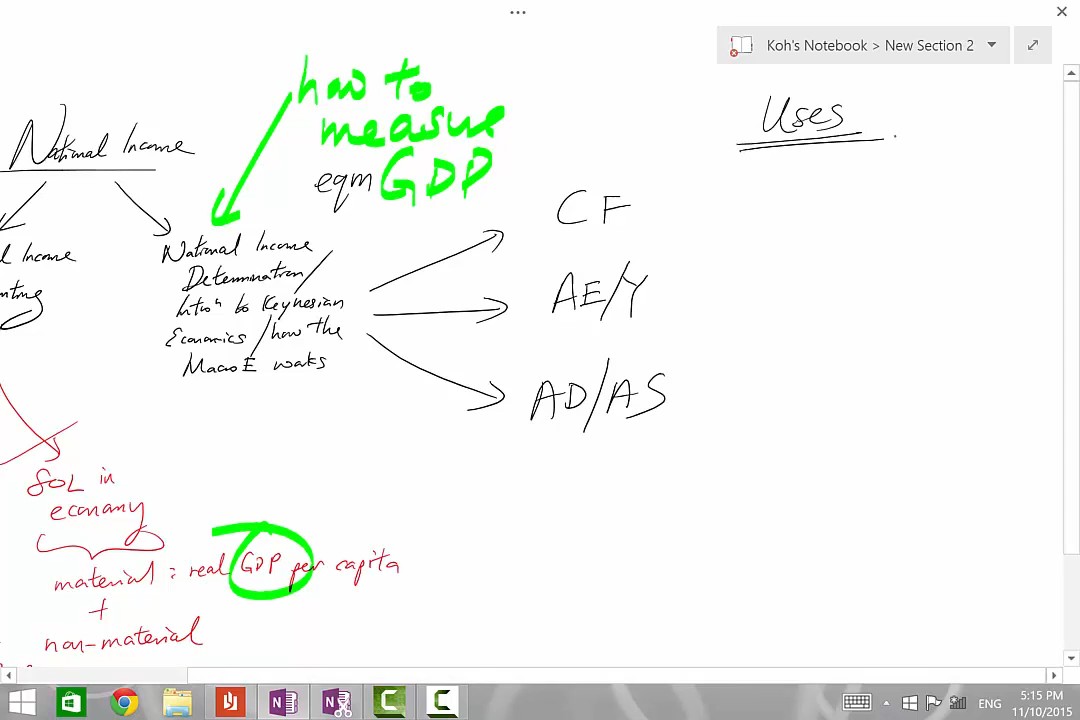 Koh's Notebook > New Section 2
how to
measure
eqm GDP
Uses
National Income
l Income
nting
National Income
Determination/
Intro" to Keynesian
Economics / how the
MacroE works
CF
AE/Y
AD/AS
SOL in
economy
material : real GDP per capita
+
non-material
ENG
5:15 PM
11/10/2015